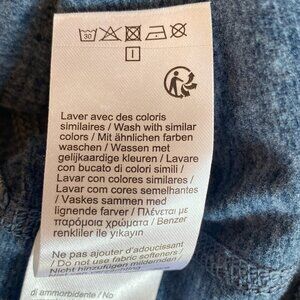 30
I
Laver avec des coloris
similaires / Wash with similar
colors / Mit ähnlichen farben
waschen / Wassen met
gelijkaardige kleuren / Lavare
con bucato di colori simili /
Lavar con colores similares /
Lavar com cores semelhantes
/ Vaskes sammen med
lignende farver / Πλένεται με
παρόμοια χρώματα / Benzer
renkliler ile yıkayin
Ne pas ajouter d'adoucissant
/ Do not use fabric softeners /
Nicht hinzufügen mildernden /
di ammorbidente / No